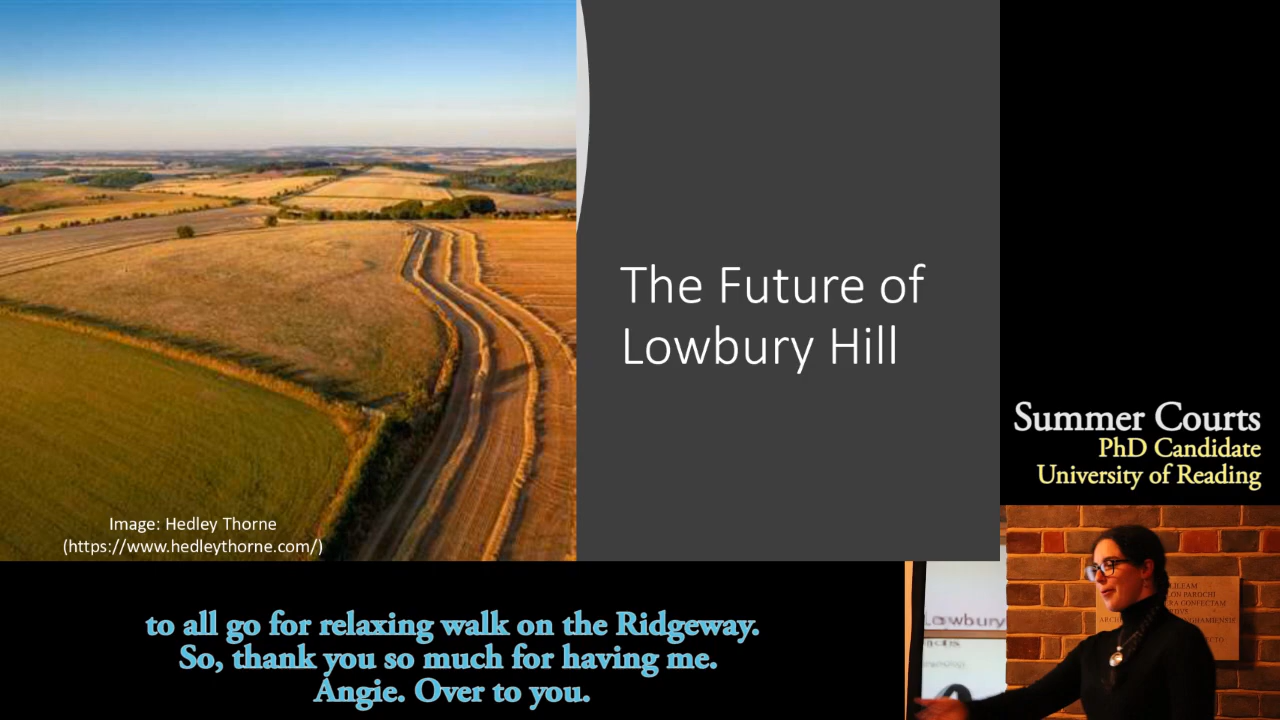 The Future of
Lowbury Hill
Image: Hedley Thorne
(https://www.hedleythorne.com/)
Summer Courts
PhD Candidate
University of Reading
to all go for relaxing walk on the Ridgeway.
So, thank you so much for having me.
Angie. Over to you.
Lowbury